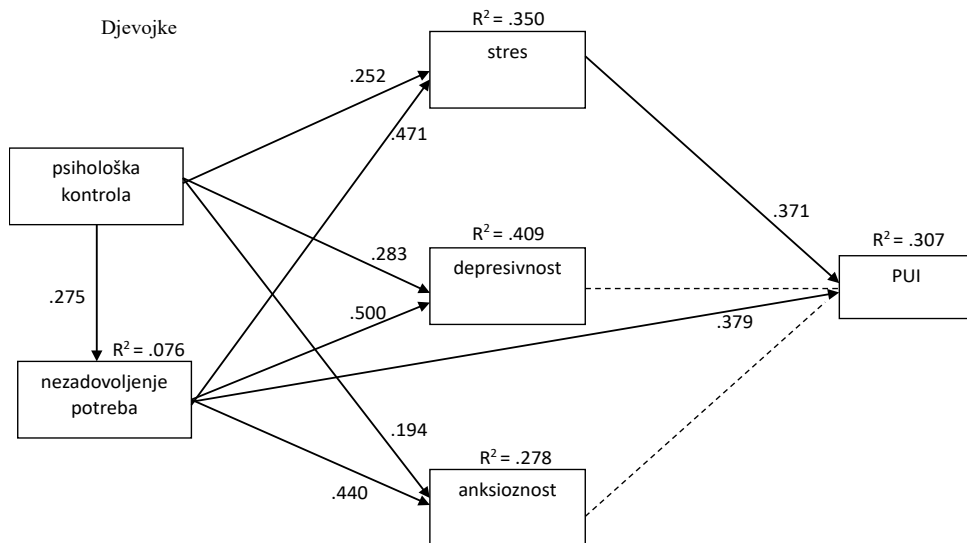 Djevojke
R² = .350
stres
.252
.471
psihološka
kontrola
R² = .409
.371
.283
depresivnost
R² = .307
PUI
.275
.500
.379
R² = .076
nezadovoljenje
potreba
.194
R² = .278
.440
anksioznost